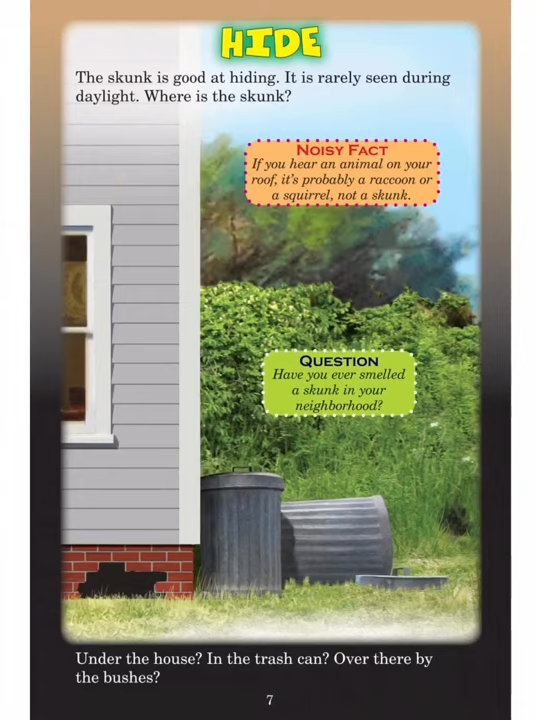 HIDE
The skunk is good at hiding. It is rarely seen during
daylight. Where is the skunk?
NOISY FACT
If you hear an animal on your
roof, it's probably a raccoon or
a squirrel, not a skunk.
QUESTION
Have you ever smelled
a skunk in your
neighborhood?
Under the house? In the trash can? Over there by
the bushes?
7